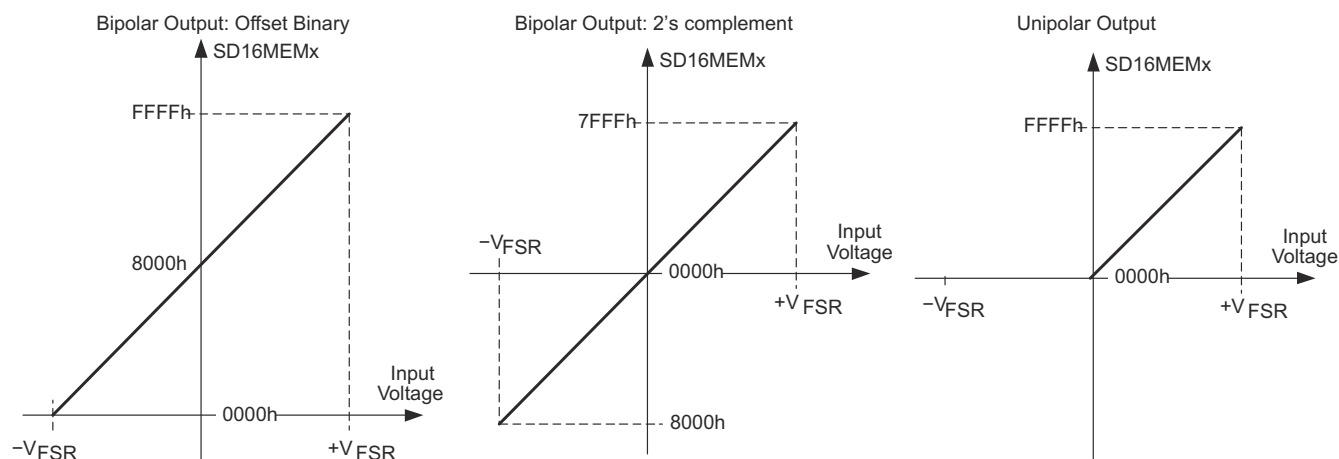 Bipolar Output: Offset Binary
SD16MEMx
FFFFh
8000h
Input
Voltage
0000h
−VFSR
+VFSR
Bipolar Output: 2's complement
SD16MEMx
7FFFh
−VFSR
Input
Voltage
0000h
+VFSR
8000h
Unipolar Output
SD16MEMx
FFFFh
Input
Voltage
0000h
−VFSR
+VFSR